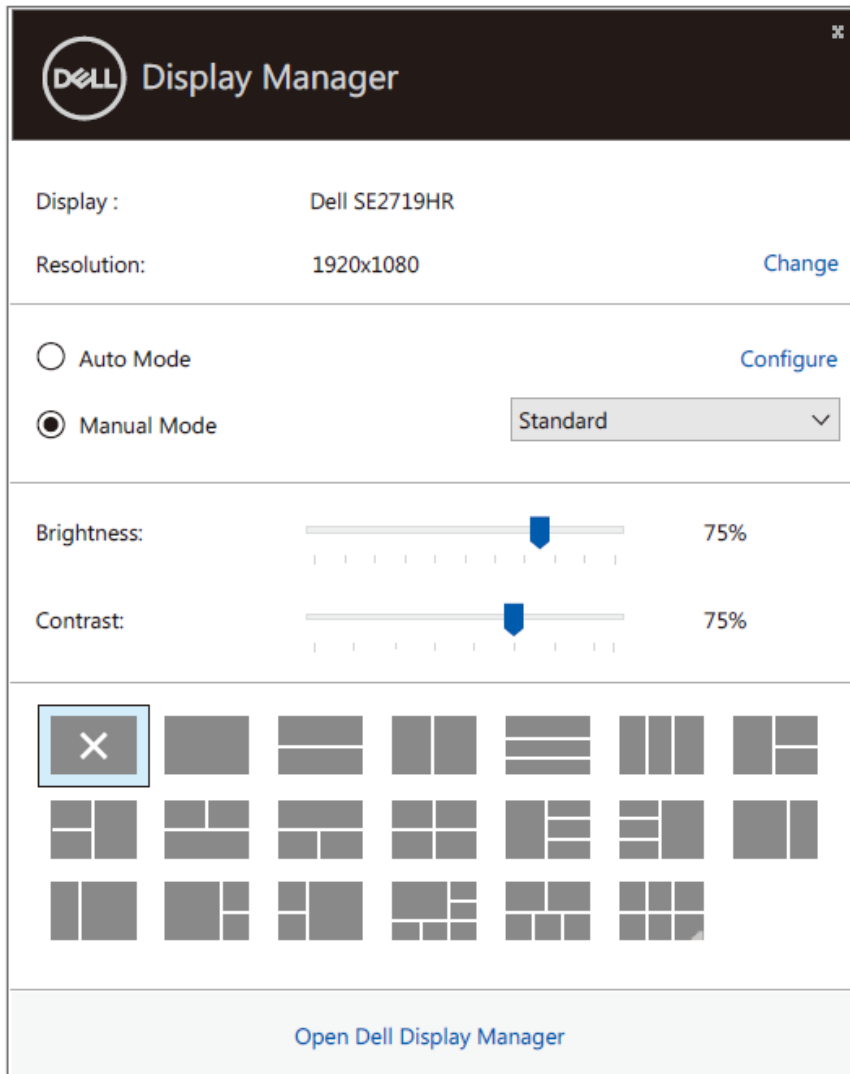 DELL Display Manager
Display : Dell SE2719HR
Resolution: 1920x1080 Change
Auto Mode Configure
Manual Mode Standard
Brightness: 75%
Contrast: 75%
Open Dell Display Manager